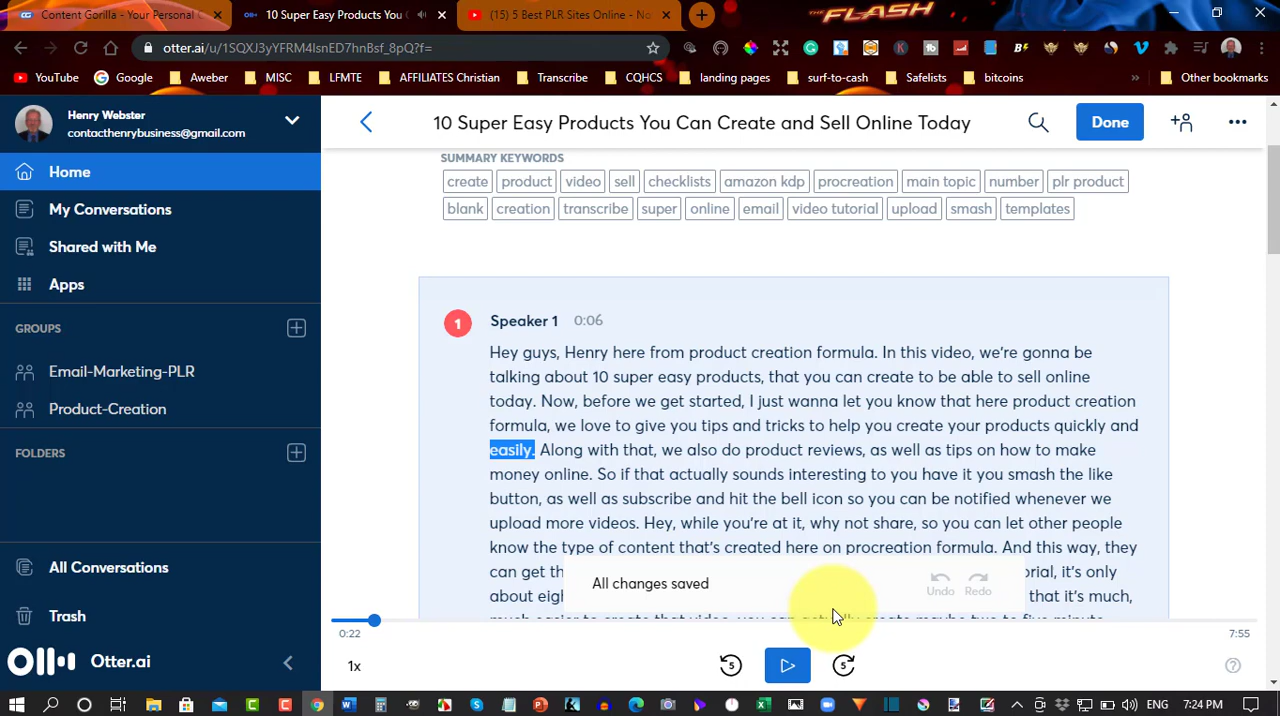 Content Gorilla - Your Personal C
10 Super Easy Products You C
(15) 5 Best PLR Sites Online - No
FLASH
otter.ai/u/1SQXJ3yYFRM4lsnED7hnBsf_8pQ?f=
YouTube Google Aweber MISC LFMTE AFFILIATES Christian Transcribe CQHCS landing pages surf-to-cash Safelists bitcoins » Other bookmarks
Henry Webster
contacthenrybusiness@gmail.com
Home
My Conversations
Shared with Me
Apps
GROUPS
Email-Marketing-PLR
Product-Creation
FOLDERS
All Conversations
Trash
Otter.ai
10 Super Easy Products You Can Create and Sell Online Today
Done
SUMMARY KEYWORDS
create product video sell checklists amazon kdp procreation main topic number plr product
blank creation transcribe super online email video tutorial upload smash templates
1 Speaker 1 0:06
Hey guys, Henry here from product creation formula. In this video, we're gonna be
talking about 10 super easy products, that you can create to be able to sell online
today. Now, before we get started, I just wanna let you know that here product creation
formula, we love to give you tips and tricks to help you create your products quickly and
easily. Along with that, we also do product reviews, as well as tips on how to make
money online. So if that actually sounds interesting to you have it you smash the like
button, as well as subscribe and hit the bell icon so you can be notified whenever we
upload more videos. Hey, while you're at it, why not share, so you can let other people
know the type of content that's created here on procreation formula. And this way, they
can get th
orial, it's only
about eigh
that it's much,
All changes saved
Undo Redo
0:22
7:55
1x
5
5
ENG 7:24 PM